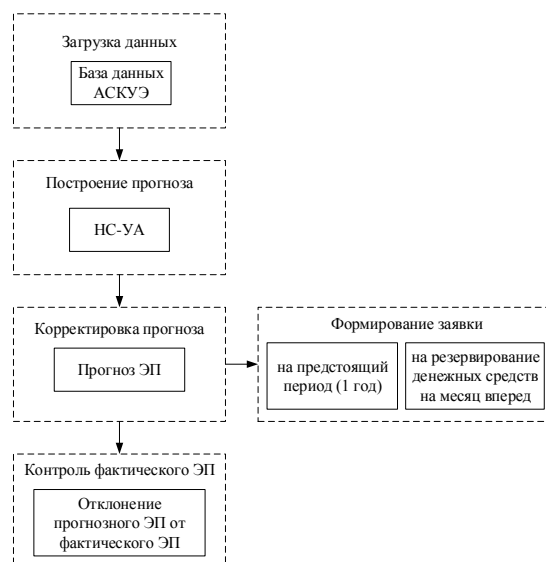 Загрузка данных
База данных
АСКУЭ
Построение прогноза
НС-УА
Корректировка прогноза
Прогноз ЭП
Формирование заявки
на предстоящий
период (1 год)
на резервирование
денежных средств
на месяц вперед
Контроль фактического ЭП
Отклонение
прогнозного ЭП от
фактического ЭП